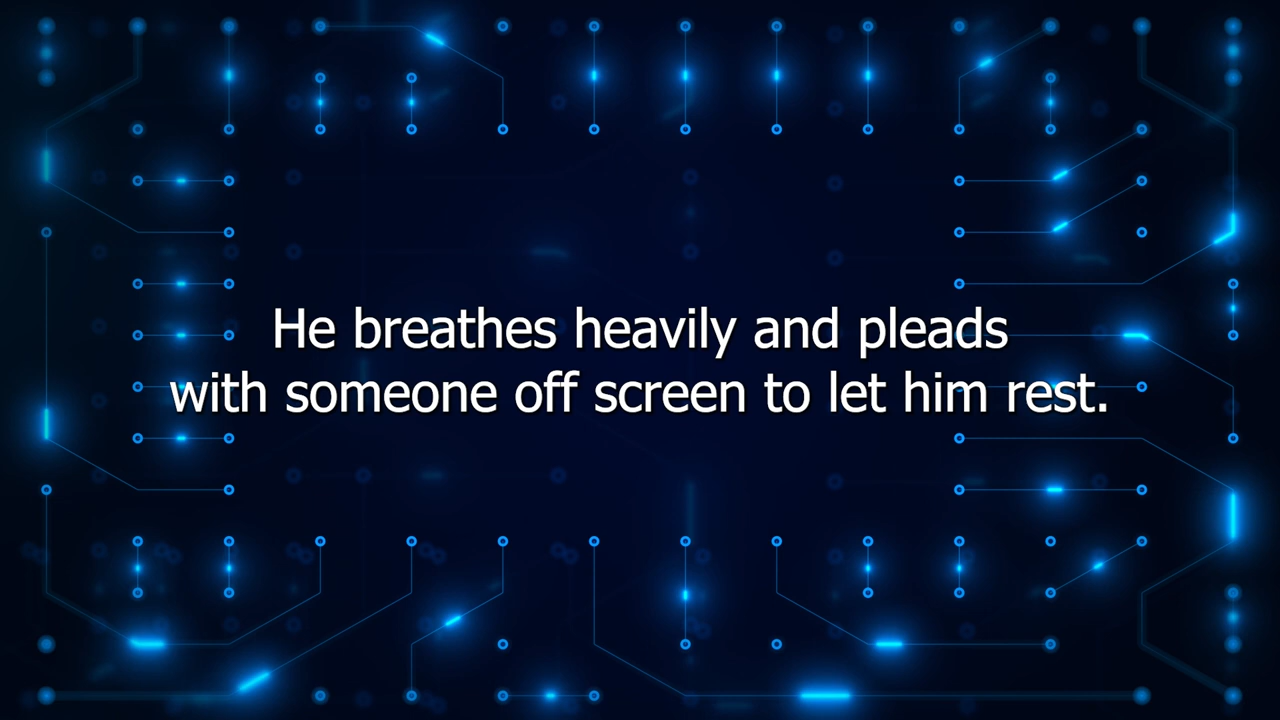 He breathes heavily and pleads
with someone off screen to let him rest.